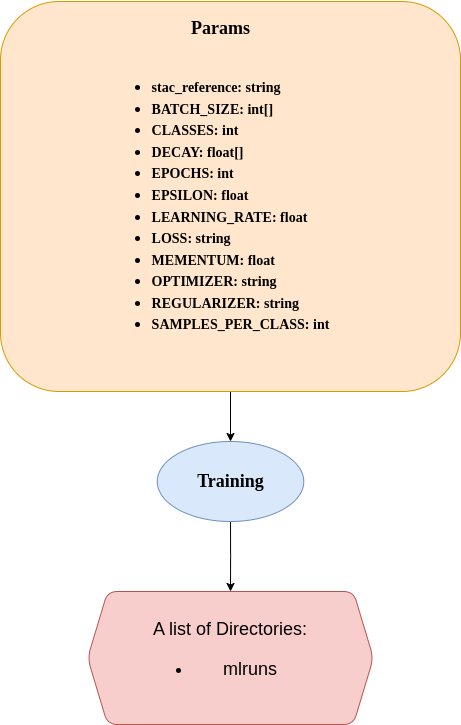 Params
• stac_reference: string
• BATCH_SIZE: int[]
• CLASSES: int
• DECAY: float[]
• EPOCHS: int
• EPSILON: float
• LEARNING_RATE: float
• LOSS: string
• MEMENTUM: float
• OPTIMIZER: string
• REGULARIZER: string
• SAMPLES_PER_CLASS: int
Training
A list of Directories:
• mlruns